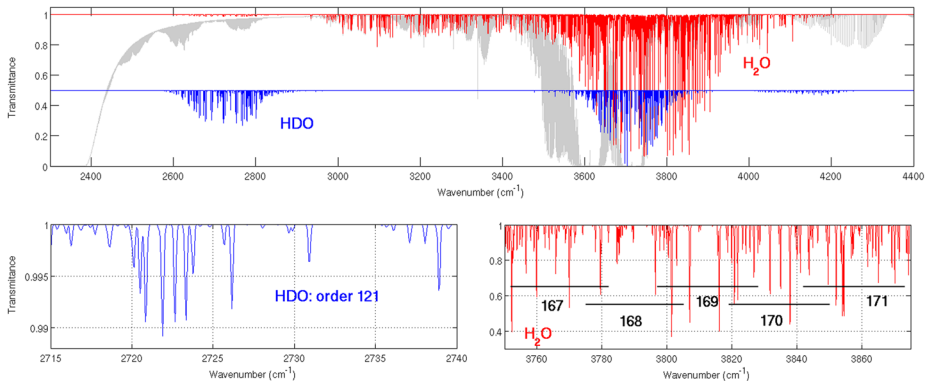 1
0.8
0.6
0.4
0.2
0
Transmittance
H2O
HDO
2400 2600 2800 3000 3200 3400 3600 3800 4000 4200 4400
Wavenumber (cm-1)
1
0.995
0.99
Transmittance
HDO: order 121
2715 2720 2725 2730 2735 2740
Wavenumber (cm-1)
1
0.8
0.6
0.4
Transmittance
167
168
169
170
171
H2O
3760 3780 3800 3820 3840 3860
Wavenumber (cm-1)